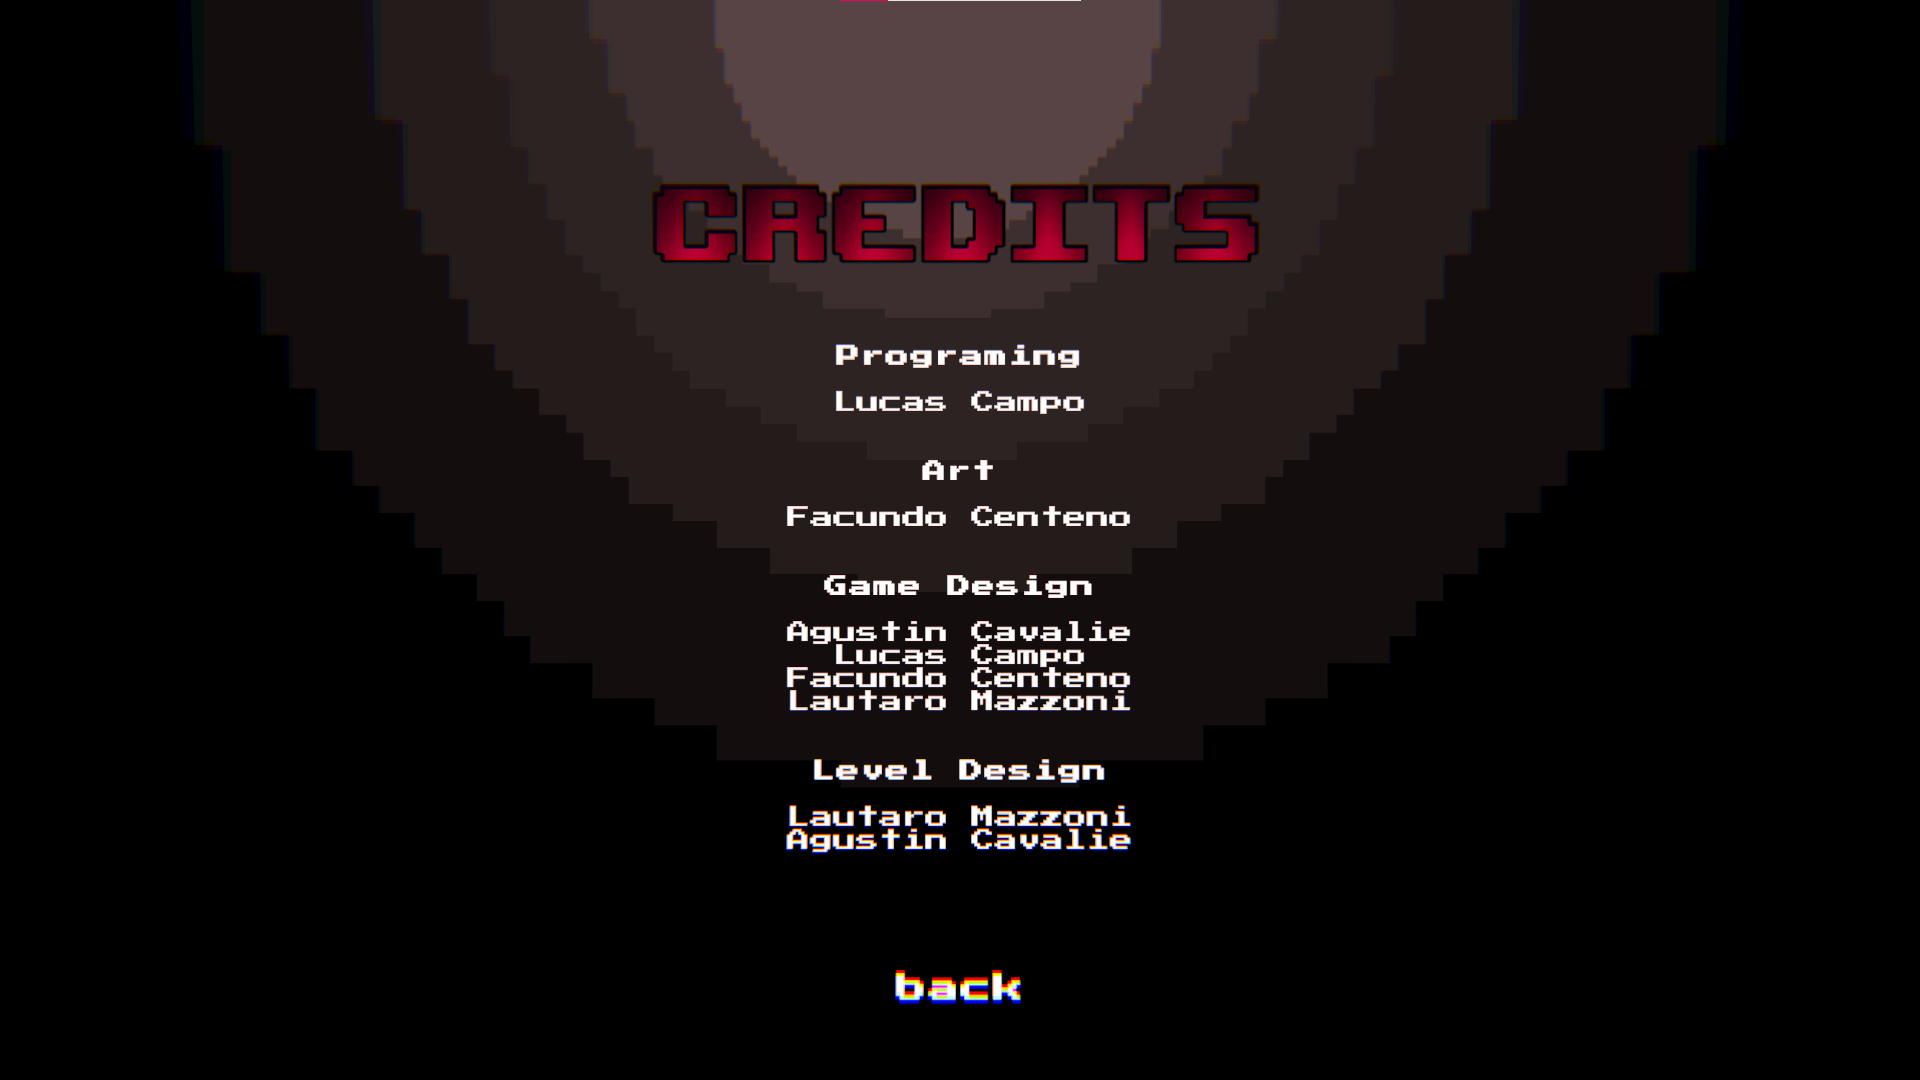 CREDITS
Programing
Lucas Campo
Art
Facundo Centeno
Game Design
Agustin Cavalie
Lucas Campo
Facundo Centeno
Lautaro Mazzoni
Level Design
Lautaro Mazzoni
Agustin Cavalie
back